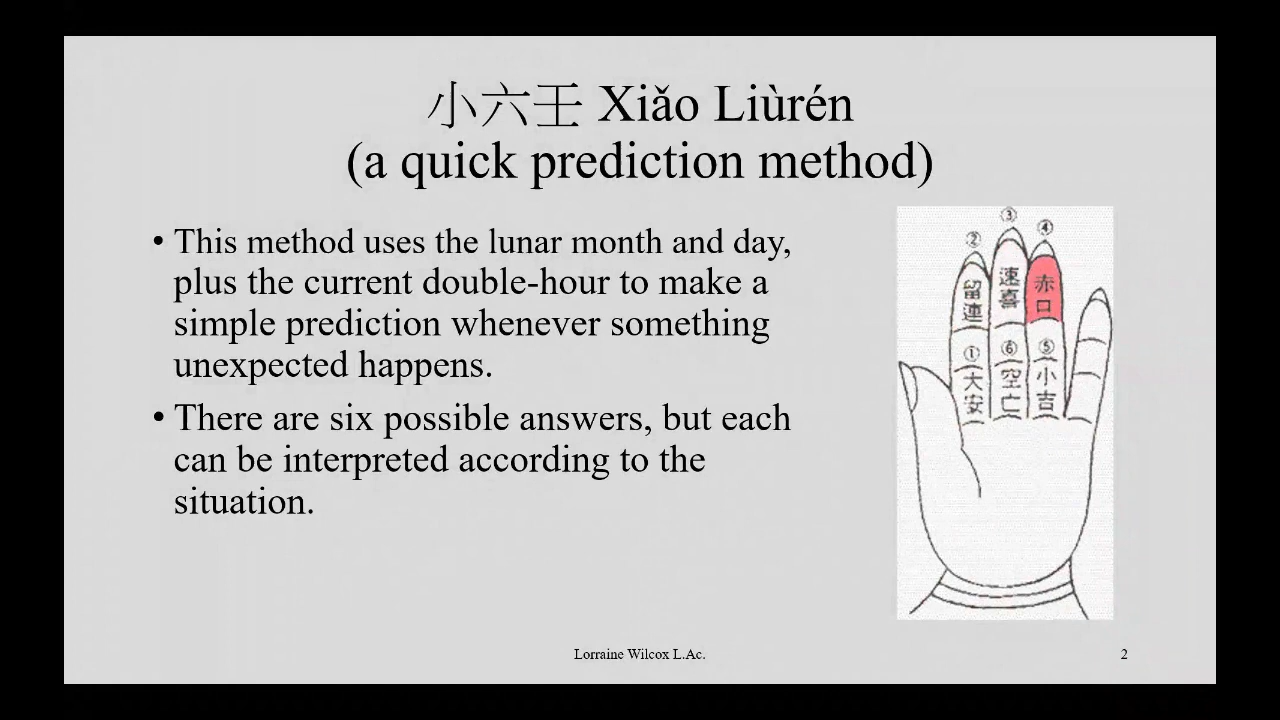 小六壬 Xiǎo Liùrén
(a quick prediction method)
• This method uses the lunar month and day,
plus the current double-hour to make a
simple prediction whenever something
unexpected happens.
• There are six possible answers, but each
can be interpreted according to the
situation.
③
② ④
留連
速喜
赤口
① ⑥ ⑤
大安
空亡
小吉
Lorraine Wilcox L.Ac.
2